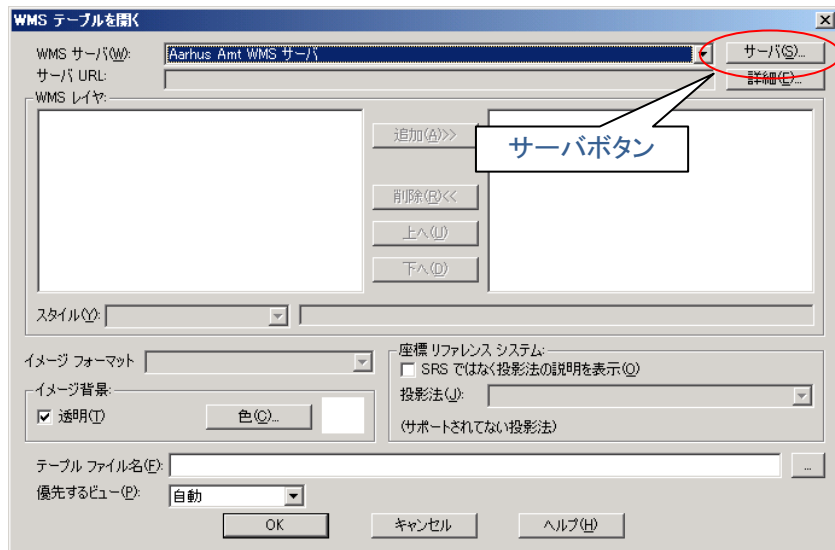 WMS テーブルを開く
WMS サーバ(W): Aarhus Amt WMS サーバ サーバ(S)...
サーバ URL: 詳細(E)...
WMS レイヤ:
追加(A)>>
サーバボタン
削除(R)<<
上へ(U)
下へ(D)
スタイル(Y):
イメージ フォーマット
座標 リファレンス システム:
SRS ではなく投影法の説明を表示(O)
イメージ背景:
投影法(J):
透明(T) 色(C)...
(サポートされてない投影法)
テーブル ファイル名(F): ...
優先するビュー(P): 自動
OK キャンセル ヘルプ(H)